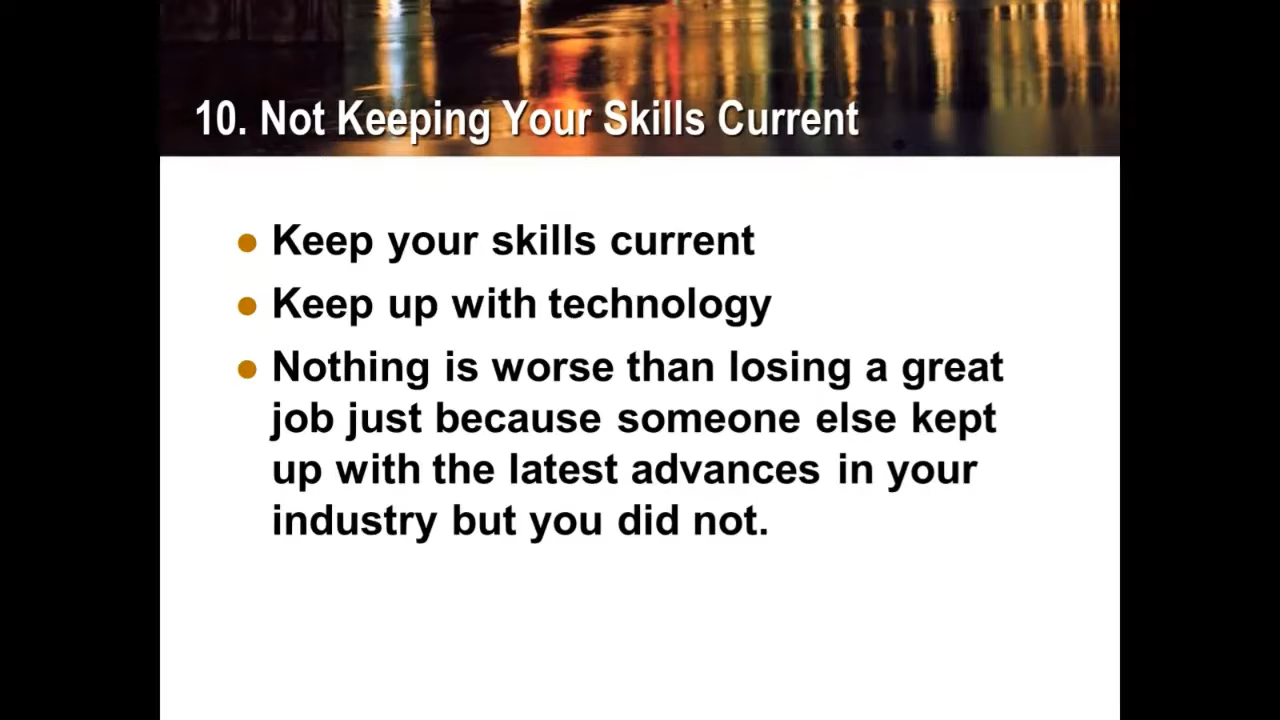 10. Not Keeping Your Skills Current
● Keep your skills current
● Keep up with technology
● Nothing is worse than losing a great
job just because someone else kept
up with the latest advances in your
industry but you did not.